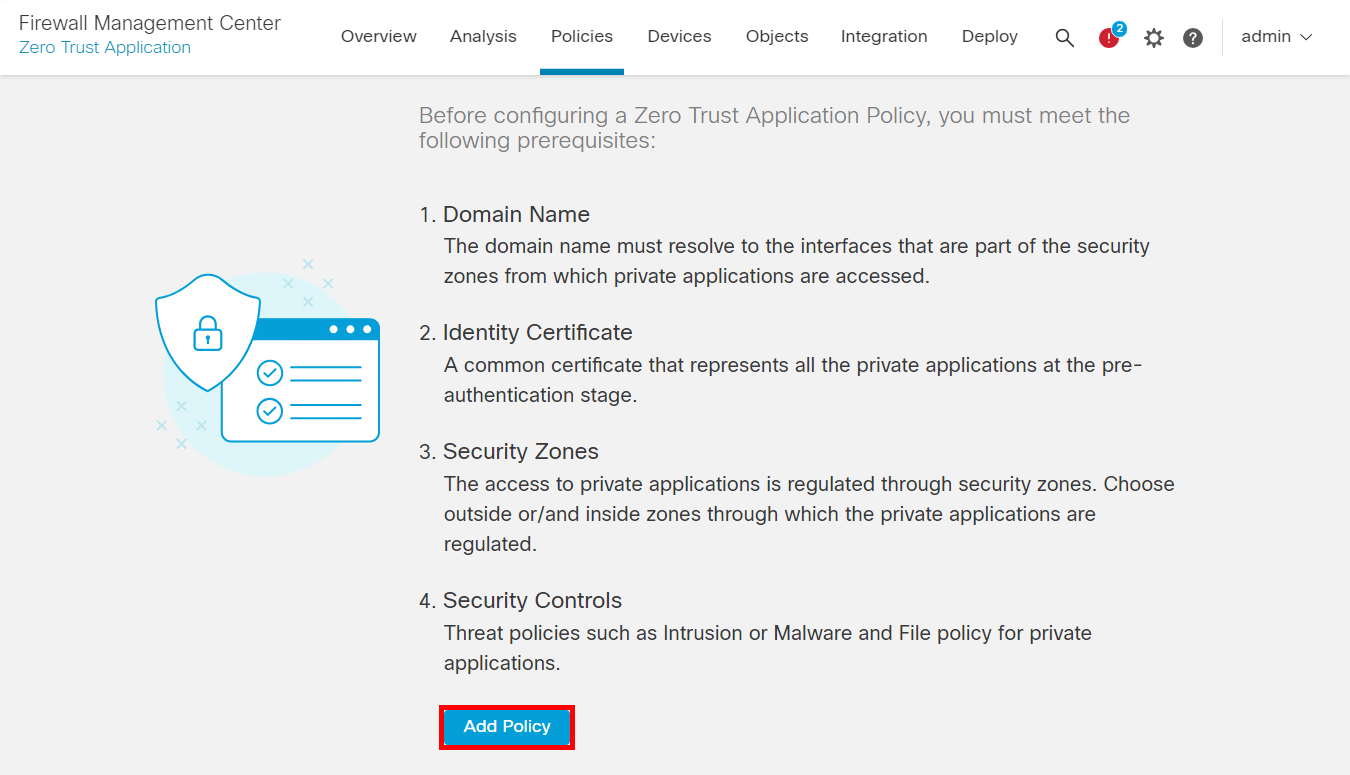 Firewall Management Center
Zero Trust Application
Overview
Analysis
Policies
Devices
Objects
Integration
Deploy
2
admin
Before configuring a Zero Trust Application Policy, you must meet the
following prerequisites:
1. Domain Name
The domain name must resolve to the interfaces that are part of the security
zones from which private applications are accessed.
2. Identity Certificate
A common certificate that represents all the private applications at the pre-
authentication stage.
3. Security Zones
The access to private applications is regulated through security zones. Choose
outside or/and inside zones through which the private applications are
regulated.
4. Security Controls
Threat policies such as Intrusion or Malware and File policy for private
applications.
Add Policy